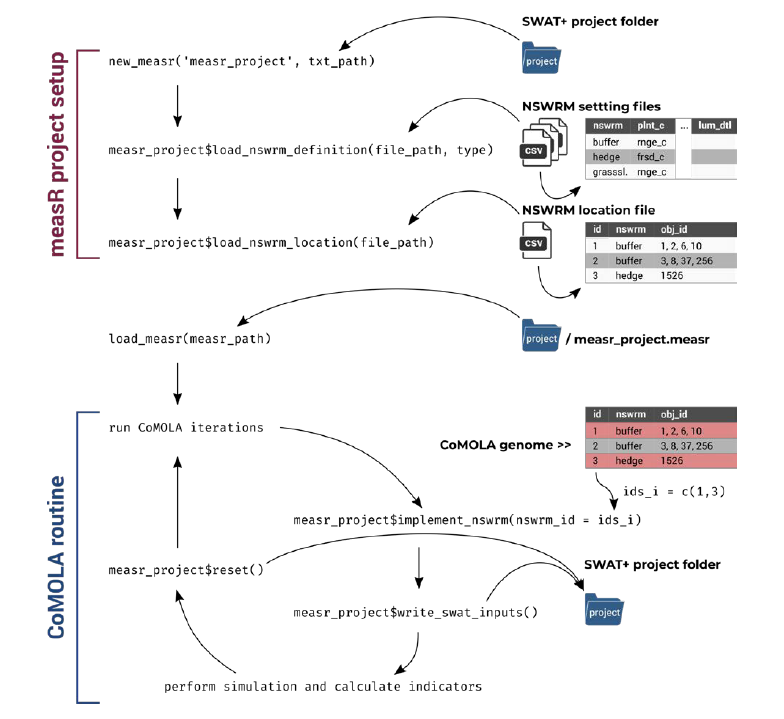 SWAT+ project folder
project
new_measr('measr_project', txt_path)
measR project setup
NSWRM settting files
CSV
nswrm plnt_c ... lum_dtl
buffer rnge_c
hedge frsd_c
grasssl. rnge_c
measr_project$load_nswrm_definition(file_path, type)
NSWRM location file
CSV
id nswrm obj_id
1 buffer 1, 2, 6, 10
2 buffer 3, 8, 37, 256
3 hedge 1526
measr_project$load_nswrm_location(file_path)
load_measr(measr_path)
project / measr_project.measr
CoMOLA routine
run CoMOLA iterations
CoMOLA genome >>
id nswrm obj_id
1 buffer 1, 2, 6, 10
2 buffer 3, 8, 37, 256
3 hedge 1526
ids_i = c(1,3)
measr_project$implement_nswrm(nswrm_id = ids_i)
measr_project$reset()
SWAT+ project folder
project
measr_project$write_swat_inputs()
perform simulation and calculate indicators